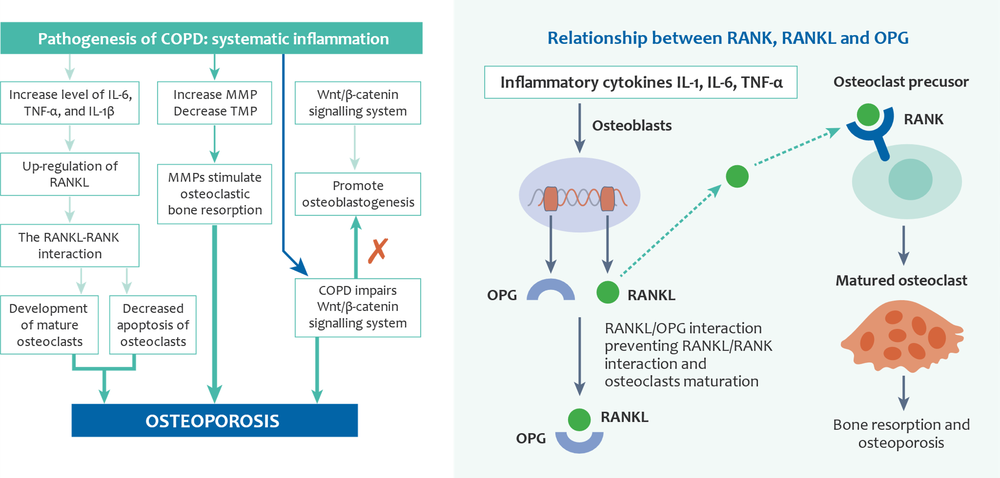 Pathogenesis of COPD: systematic inflammation
Increase level of IL-6,
TNF-α, and IL-1β
Up-regulation of
RANKL
The RANKL-RANK
interaction
Development
of mature
osteoclasts
Decreased
apoptosis of
osteoclasts
Increase MMP
Decrease TMP
MMPs stimulate
osteoclastic
bone resorption
Wnt/β-catenin
signalling system
Promote
osteoblastogenesis
COPD impairs
Wnt/β-catenin
signalling system
OSTEOPOROSIS
Relationship between RANK, RANKL and OPG
Inflammatory cytokines IL-1, IL-6, TNF-α
Osteoblasts
OPG
RANKL
RANKL/OPG interaction
preventing RANKL/RANK
interaction and
osteoclasts maturation
RANKL
OPG
Osteoclast precusor
RANK
Matured osteoclast
Bone resorption and
osteoporosis